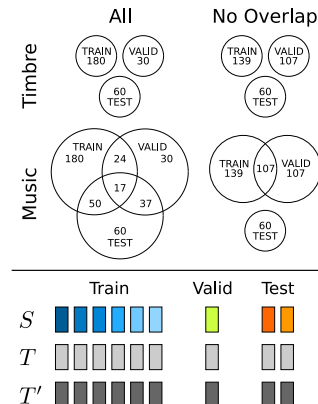 All No Overlap
Timbre
TRAIN 180
VALID 30
60 TEST
TRAIN 139
VALID 107
60 TEST
Music
TRAIN 180
24
VALID 30
17
50
37
60 TEST
TRAIN 139
107
VALID 107
60 TEST
Train Valid Test
S
T
T′